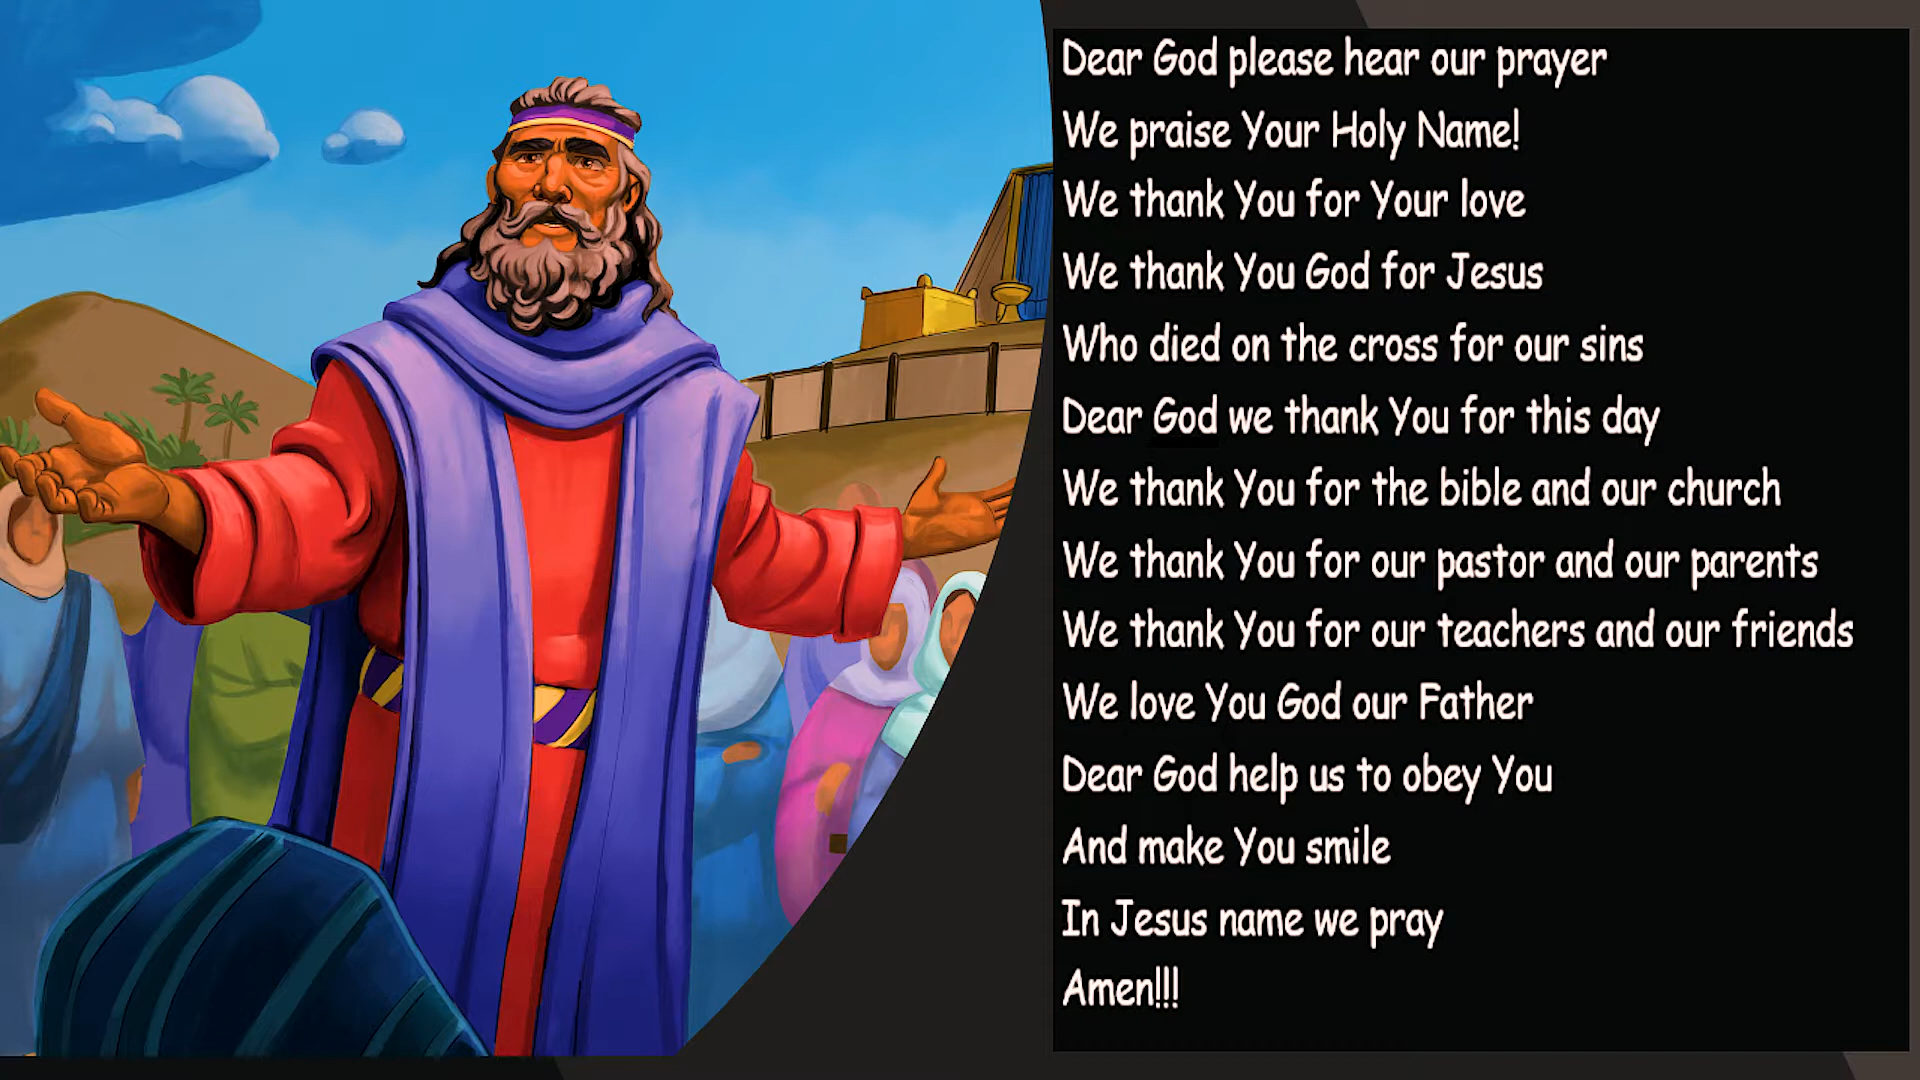 Dear God please hear our prayer
We praise Your Holy Name!
We thank You for Your love
We thank You God for Jesus
Who died on the cross for our sins
Dear God we thank You for this day
We thank You for the bible and our church
We thank You for our pastor and our parents
We thank You for our teachers and our friends
We love You God our Father
Dear God help us to obey You
And make You smile
In Jesus name we pray
Amen!!!